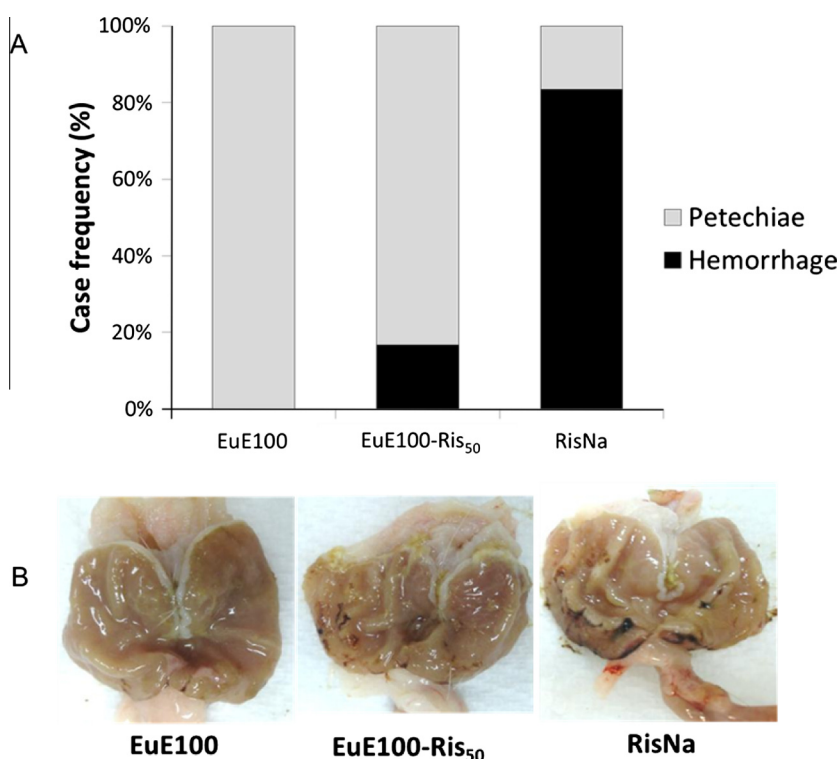 A
100%
80%
60%
40%
20%
0%
Case frequency (%)
EuE100 EuE100-Ris₅₀ RisNa
Petechiae
Hemorrhage
B
EuE100 EuE100-Ris₅₀ RisNa